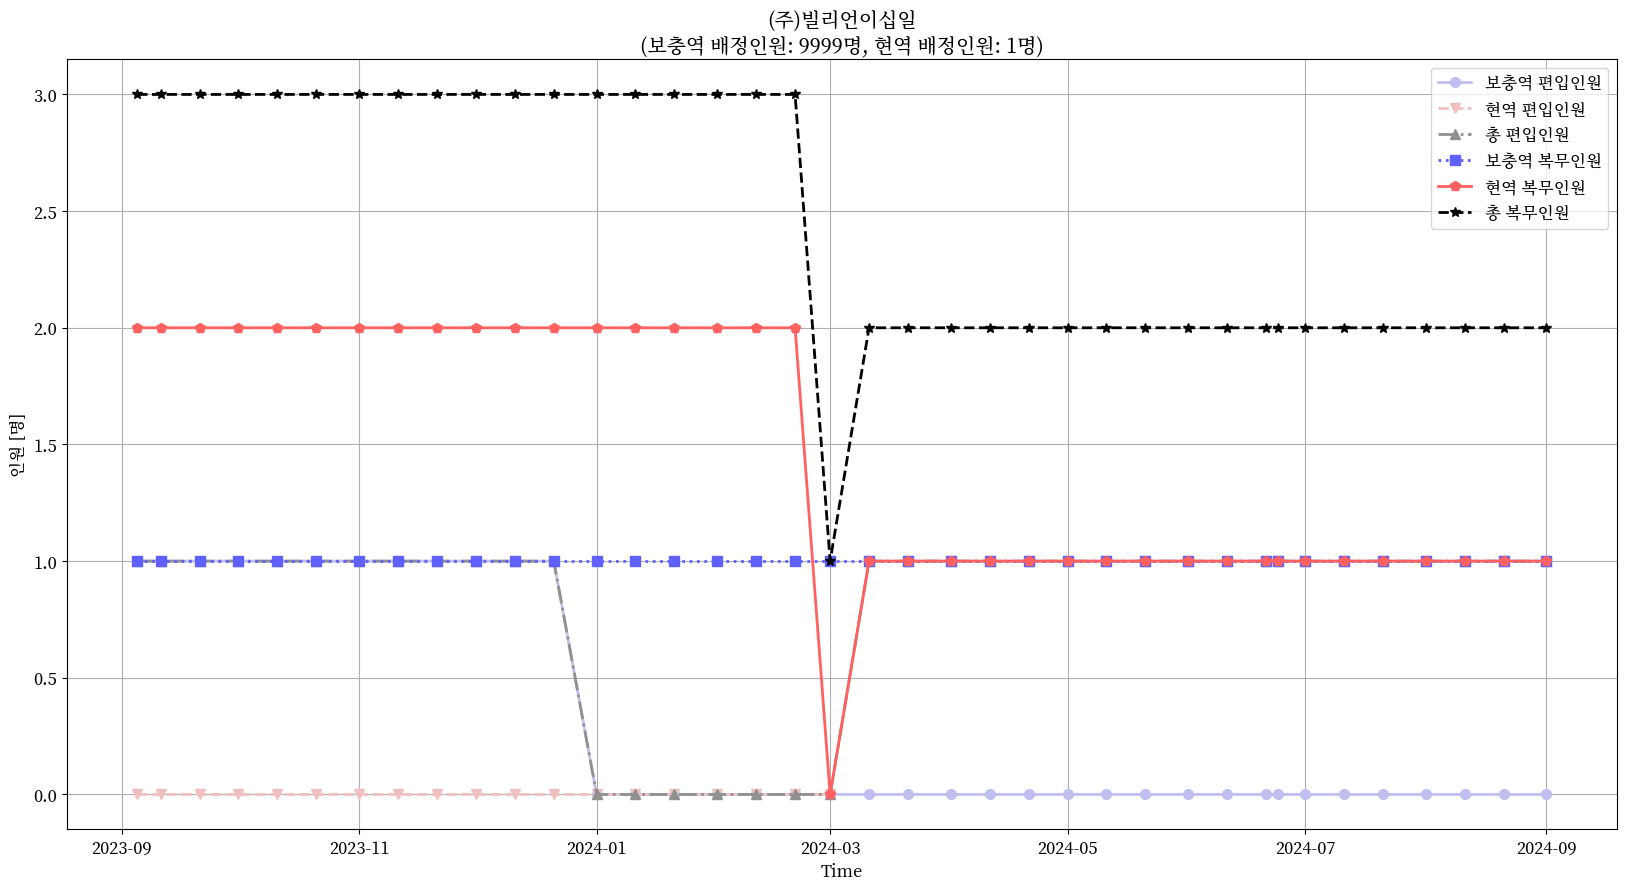 (주)빌리언이십일
(보충역 배정인원: 9999명, 현역 배정인원: 1명)
보충역 편입인원
현역 편입인원
총 편입인원
보충역 복무인원
현역 복무인원
총 복무인원
인원 [명]
3.0
2.5
2.0
1.5
1.0
0.5
0.0
2023-09 2023-11 2024-01 2024-03 2024-05 2024-07 2024-09
Time